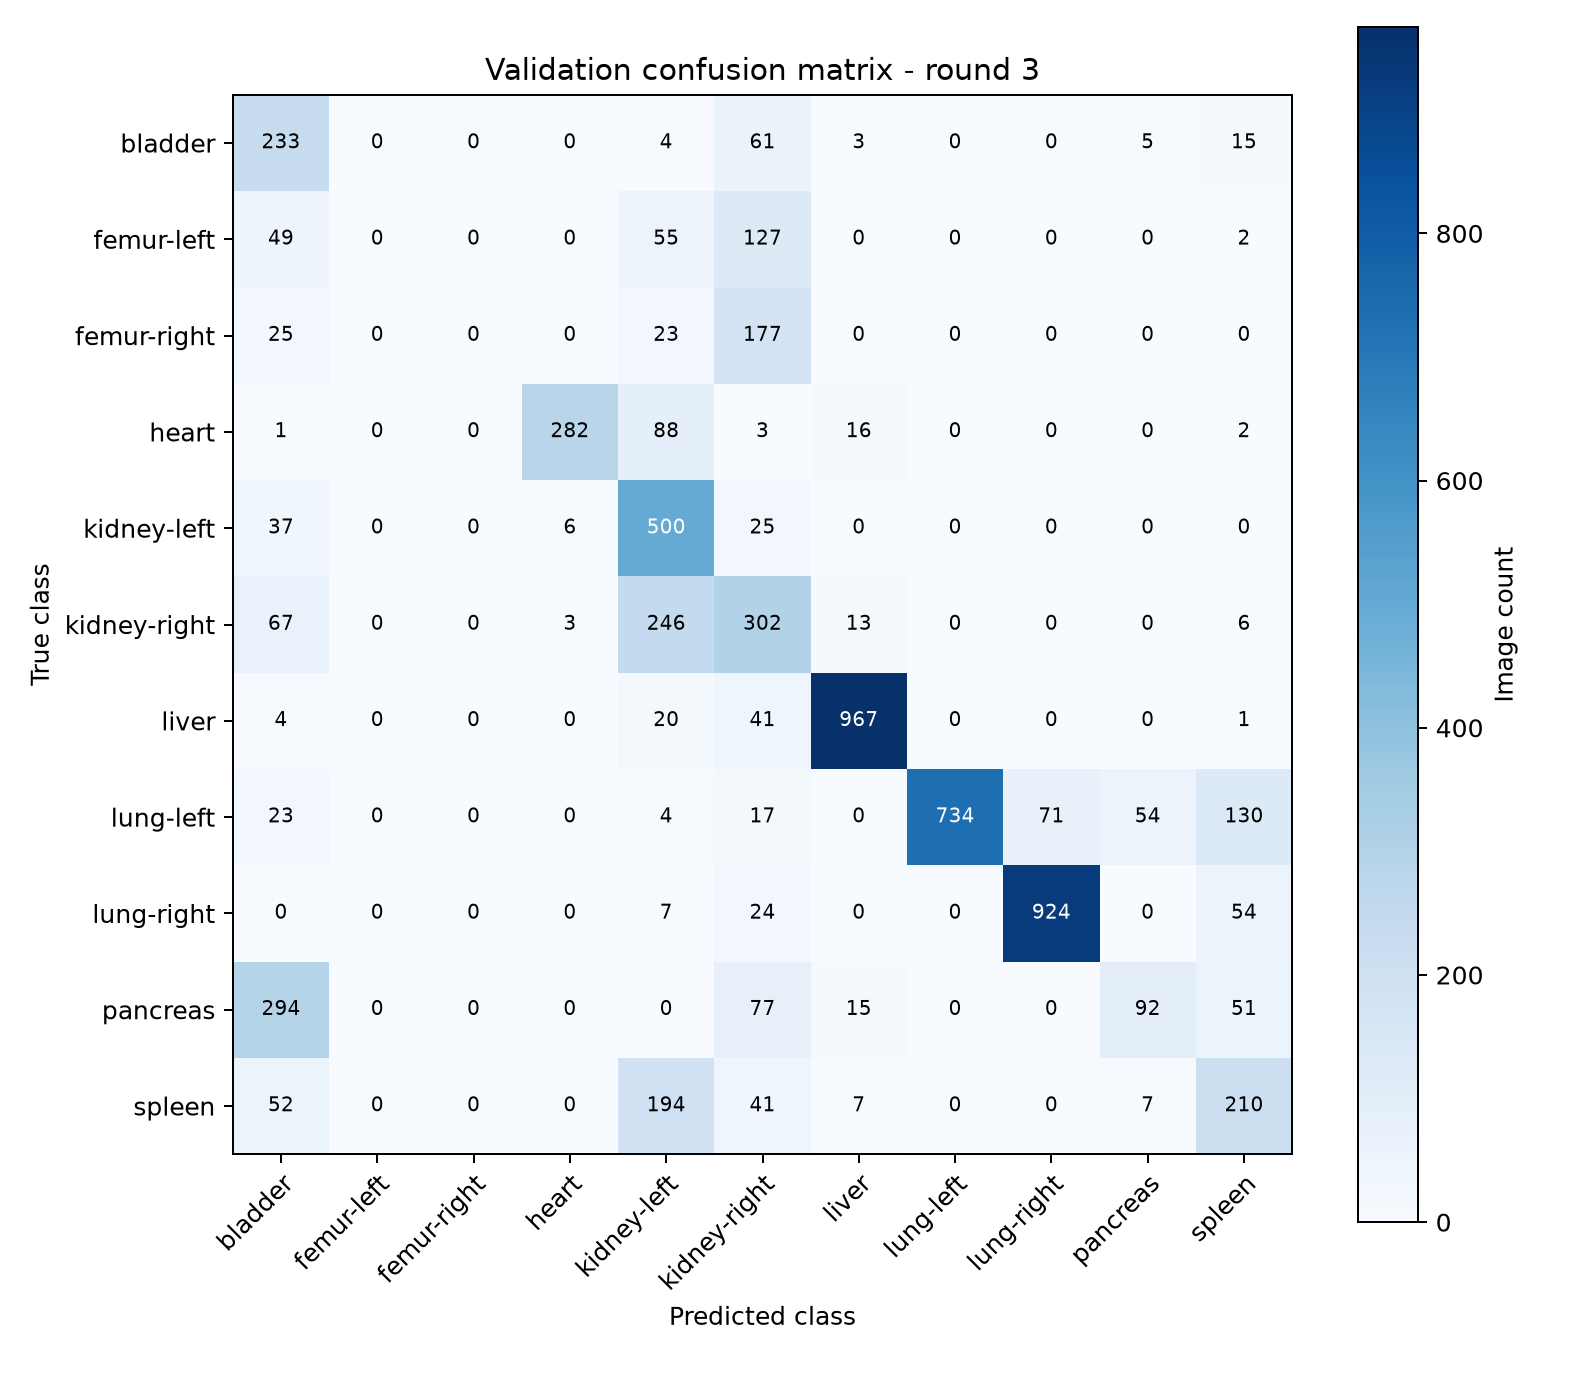 Validation confusion matrix - round 3
bladder 233 0 0 0 4 61 3 0 0 5 15
femur-left 49 0 0 0 55 127 0 0 0 0 2
femur-right 25 0 0 0 23 177 0 0 0 0 0
heart 1 0 0 282 88 3 16 0 0 0 2
kidney-left 37 0 0 6 500 25 0 0 0 0 0
kidney-right 67 0 0 3 246 302 13 0 0 0 6
liver 4 0 0 0 20 41 967 0 0 0 1
lung-left 23 0 0 0 4 17 0 734 71 54 130
lung-right 0 0 0 0 7 24 0 0 924 0 54
pancreas 294 0 0 0 0 77 15 0 0 92 51
spleen 52 0 0 0 194 41 7 0 0 7 210
True class
bladder femur-left femur-right heart kidney-left kidney-right liver lung-left lung-right pancreas spleen
Predicted class
800
600
400
200
0
Image count